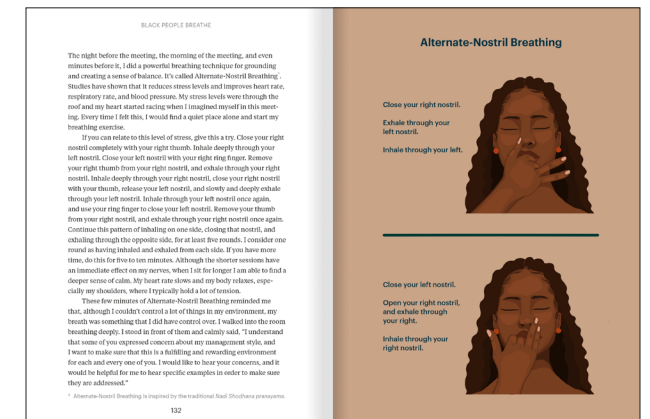 BLACK PEOPLE BREATHE
The night before the meeting, the morning of the meeting, and even
minutes before it, I did a powerful breathing technique for grounding
and creating a sense of balance. It's called Alternate-Nostril Breathing*.
Studies have shown that it reduces stress levels and improves heart rate,
respiratory rate, and blood pressure. My stress levels were through the
roof and my heart started racing when I imagined myself in this meet-
ing. Every time I felt this, I would find a quiet place alone and start my
breathing exercise.
If you can relate to this level of stress, give this a try. Close your right
nostril completely with your right thumb. Inhale deeply through your
left nostril. Close your left nostril with your right ring finger. Remove
your right thumb from your right nostril, and exhale through your right
nostril. Inhale deeply through your right nostril, close your right nostril
with your thumb, release your left nostril, and slowly and deeply exhale
through your left nostril. Inhale through your left nostril once again,
and use your ring finger to close your left nostril. Remove your thumb
from your right nostril, and exhale through your right nostril once again.
Continue this pattern of inhaling on one side, closing that nostril, and
exhaling through the opposite side, for at least five rounds. I consider one
round as having inhaled and exhaled from each side. If you have more
time, do this for five to ten minutes. Although the shorter sessions have
an immediate effect on my nerves, when I sit for longer I am able to find a
deeper sense of calm. My heart rate slows and my body relaxes, espe-
cially my shoulders, where I typically hold a lot of tension.
These few minutes of Alternate-Nostril Breathing reminded me
that, although I couldn't control a lot of things in my environment, my
breath was something that I did have control over. I walked into the room
breathing deeply. I stood in front of them and calmly said, "I understand
that some of you expressed concern about my management style, and
I want to make sure that this is a fulfilling and rewarding environment
for each and every one of you. I would like to hear your concerns, and it
would be helpful for me to hear specific examples in order to make sure
they are addressed."
* Alternate-Nostril Breathing is inspired by the traditional Nadi Shodhana pranayama.
132
Alternate-Nostril Breathing
Close your right nostril.
Exhale through your
left nostril.
Inhale through your left.
Close your left nostril.
Open your right nostril,
and exhale through
your right.
Inhale through your
right nostril.